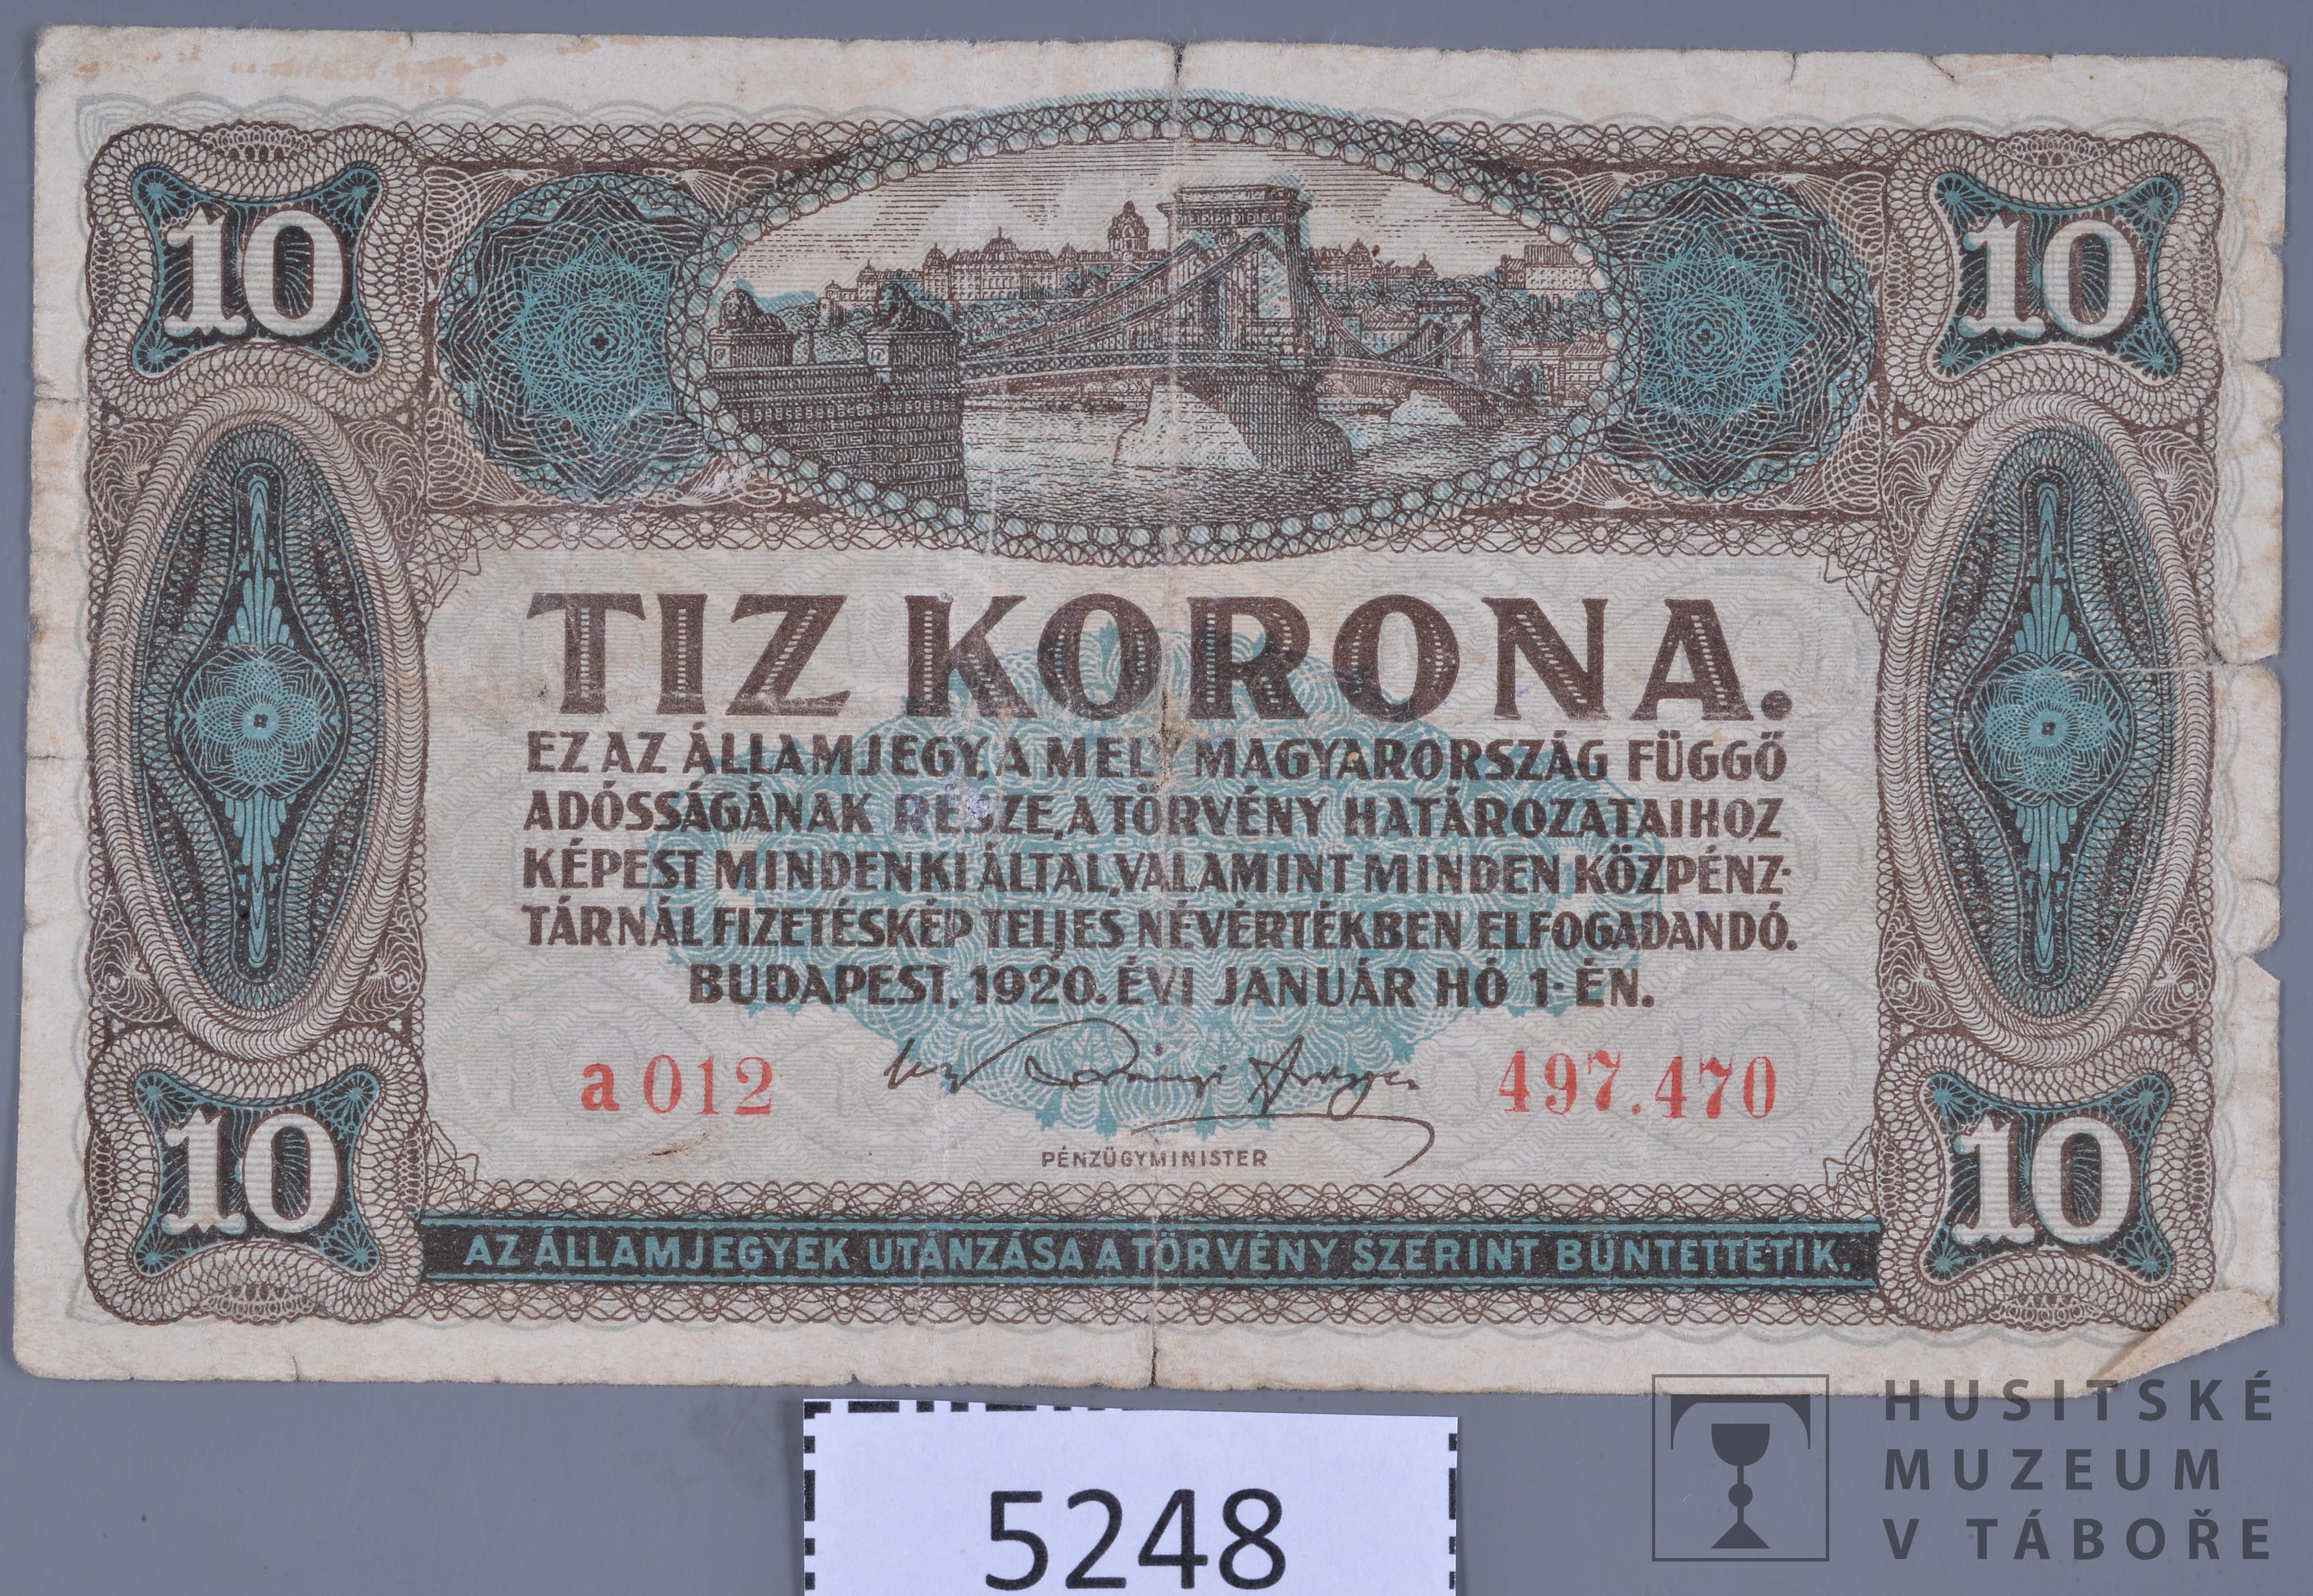 10
10
TIZ KORONA.
EZ AZ ÁLLAMJEGY, A MELY MAGYARORSZÁG FÜGGŐ
ADÓSSÁGÁNAK RÉSZE, A TÖRVÉNY HATÁROZATAIHOZ
KÉPEST MINDENKI ÁLTAL, VALAMINT MINDEN KÖZPÉNZ-
TÁRNÁL FIZETÉSKÉP TELJES NÉVÉRTÉKBEN ELFOGADANDÓ.
BUDAPEST, 1920. ÉVI JANUÁR HÓ 1-ÉN.
a 012
497.470
PÉNZÜGYMINISTER
10
10
AZ ÁLLAMJEGYEK UTÁNZÁSA A TÖRVÉNY SZERINT BÜNTETTETIK.
5248
HUSITSKÉ
MUZEUM
V TÁBOŘE